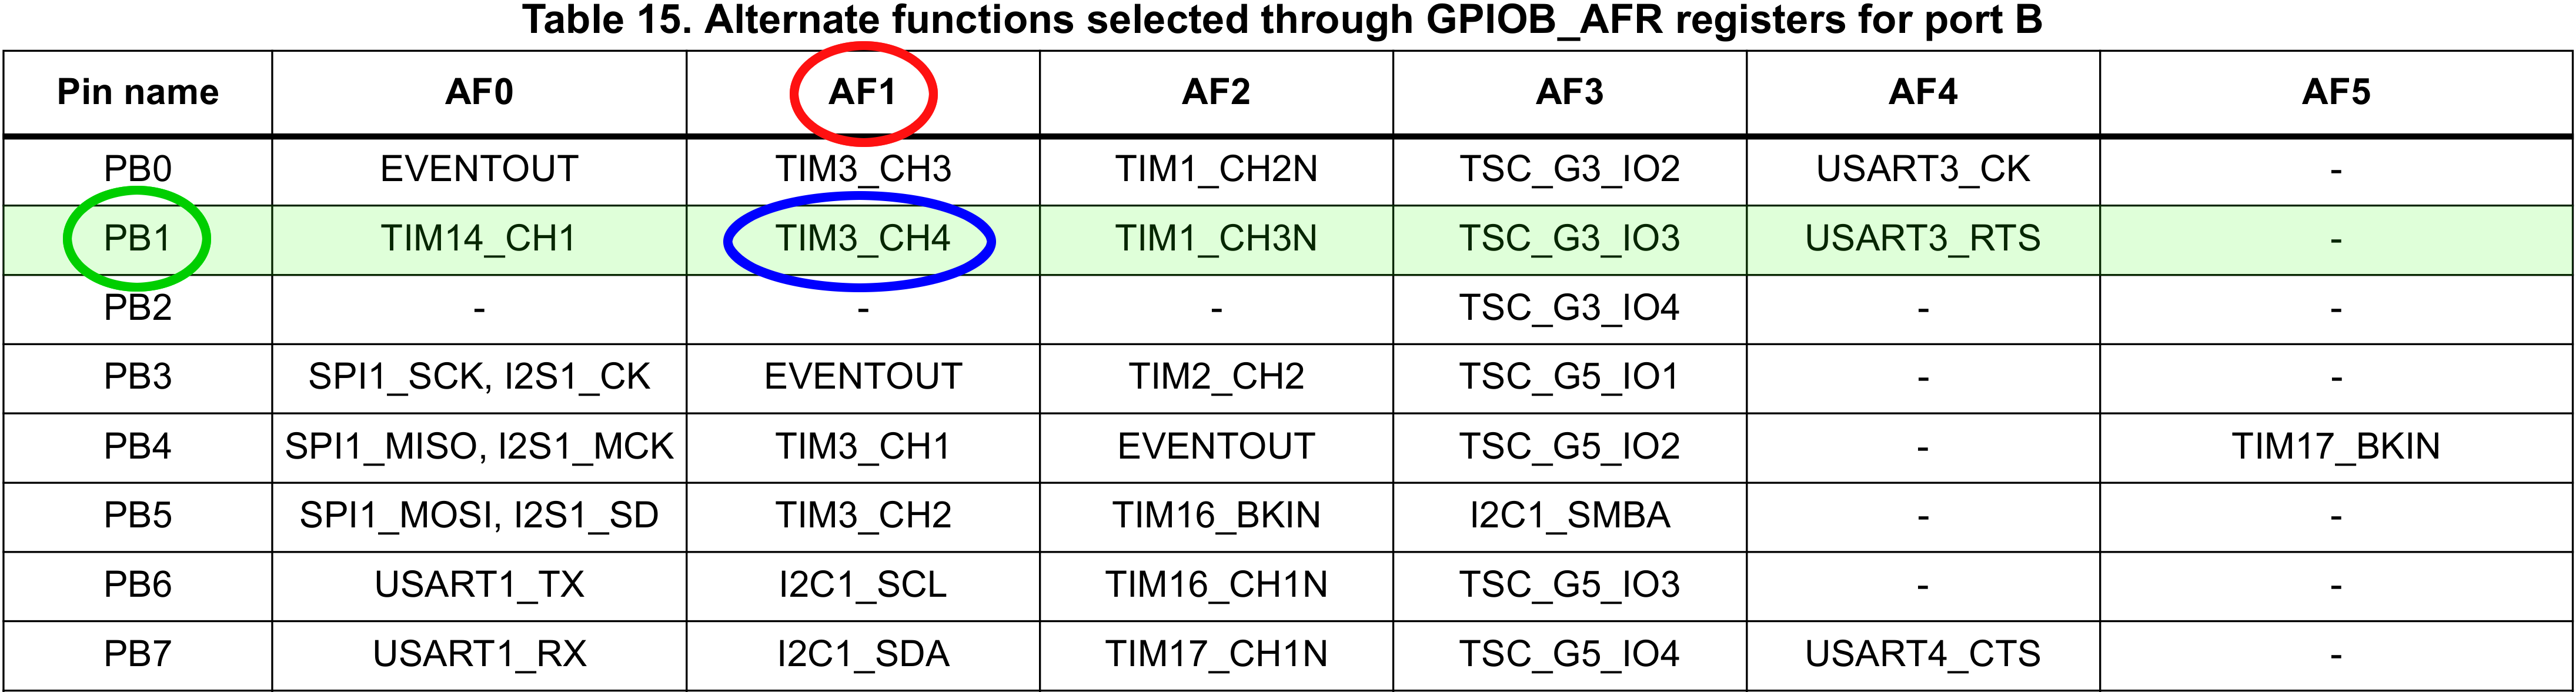 Table 15. Alternate functions selected through GPIOB_AFR registers for port B
Pin name AF0 AF1 AF2 AF3 AF4 AF5
PB0 EVENTOUT TIM3_CH3 TIM1_CH2N TSC_G3_IO2 USART3_CK -
PB1 TIM14_CH1 TIM3_CH4 TIM1_CH3N TSC_G3_IO3 USART3_RTS -
PB2 - - - TSC_G3_IO4 - -
PB3 SPI1_SCK, I2S1_CK EVENTOUT TIM2_CH2 TSC_G5_IO1 - -
PB4 SPI1_MISO, I2S1_MCK TIM3_CH1 EVENTOUT TSC_G5_IO2 - TIM17_BKIN
PB5 SPI1_MOSI, I2S1_SD TIM3_CH2 TIM16_BKIN I2C1_SMBA - -
PB6 USART1_TX I2C1_SCL TIM16_CH1N TSC_G5_IO3 - -
PB7 USART1_RX I2C1_SDA TIM17_CH1N TSC_G5_IO4 USART4_CTS -